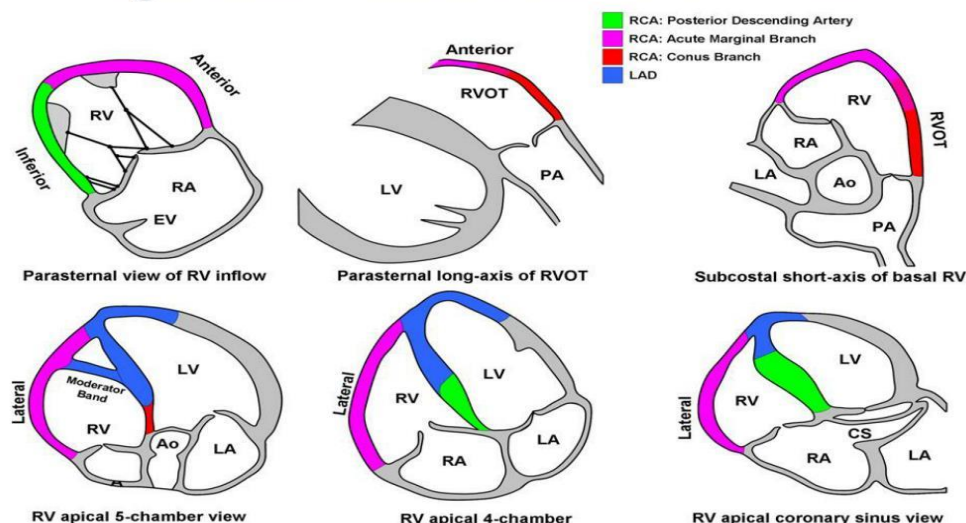 RCA: Posterior Descending Artery
RCA: Acute Marginal Branch
RCA: Conus Branch
LAD
Anterior
RV
Inferior
RA
EV
Parasternal view of RV inflow
Anterior
RVOT
LV
PA
Parasternal long-axis of RVOT
RV
RVOT
RA
LA
Ao
PA
Subcostal short-axis of basal RV
Lateral
LV
Moderator
Band
RV
Ao
LA
RV apical 5-chamber view
Lateral
RV
LV
RA
LA
RV apical 4-chamber
Lateral
RV
LV
CS
RA
LA
RV apical coronary sinus view